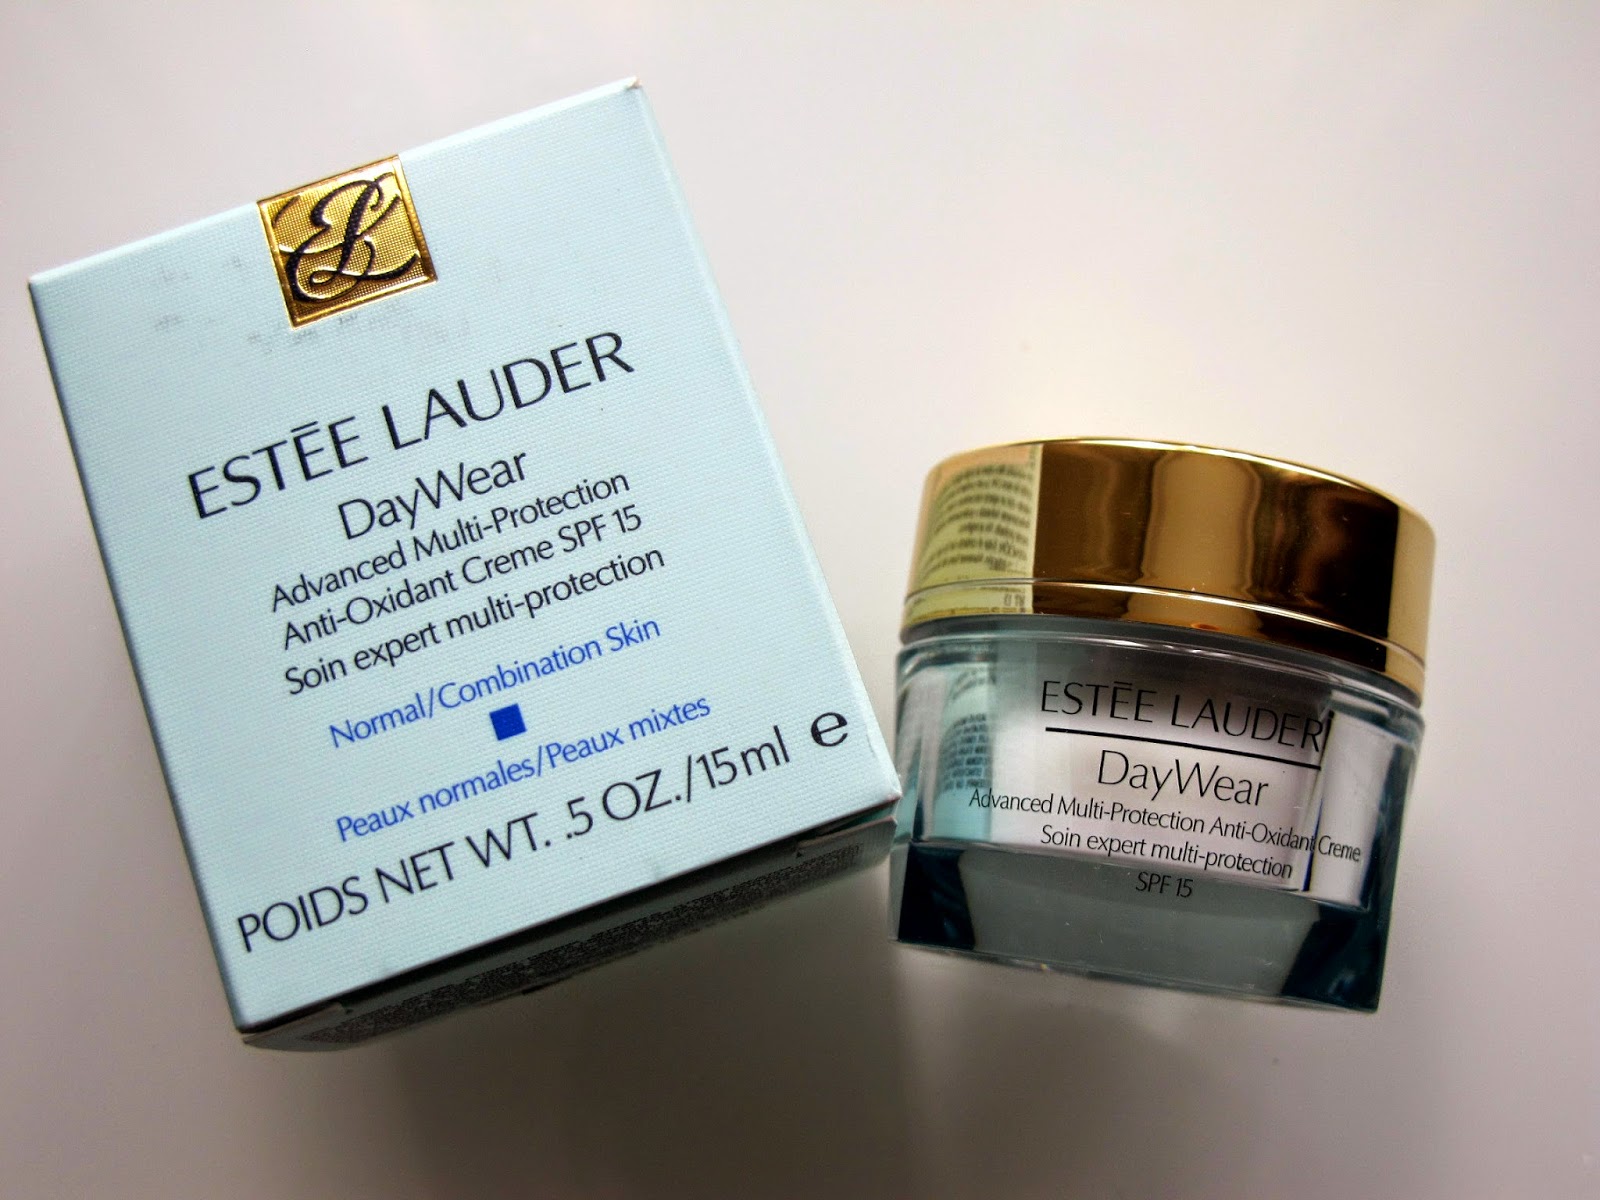 ESTĒE LAUDER
DayWear
Advanced Multi-Protection
Anti-Oxidant Creme SPF 15
Soin expert multi-protection
Normal/Combination Skin
Peaux normales/Peaux mixtes
POIDS NET WT. .5 OZ./15ml ℮
ESTĒE LAUDER
DayWear
Advanced Multi-Protection Anti-Oxidant Creme
Soin expert multi-protection
SPF 15